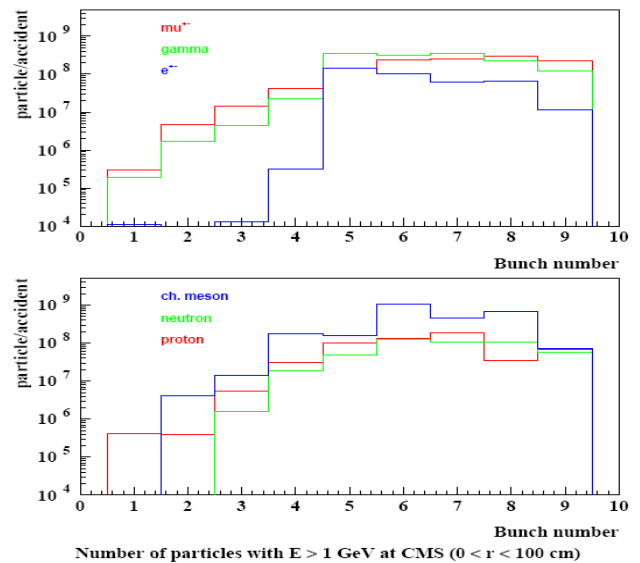 particle/accident
10⁹
10⁸
10⁷
10⁶
10⁵
10⁴
mu⁺⁻
gamma
e⁺⁻
0 1 2 3 4 5 6 7 8 9 10
Bunch number
particle/accident
10⁹
10⁸
10⁷
10⁶
10⁵
10⁴
ch. meson
neutron
proton
0 1 2 3 4 5 6 7 8 9 10
Bunch number
Number of particles with E > 1 GeV at CMS (0 < r < 100 cm)